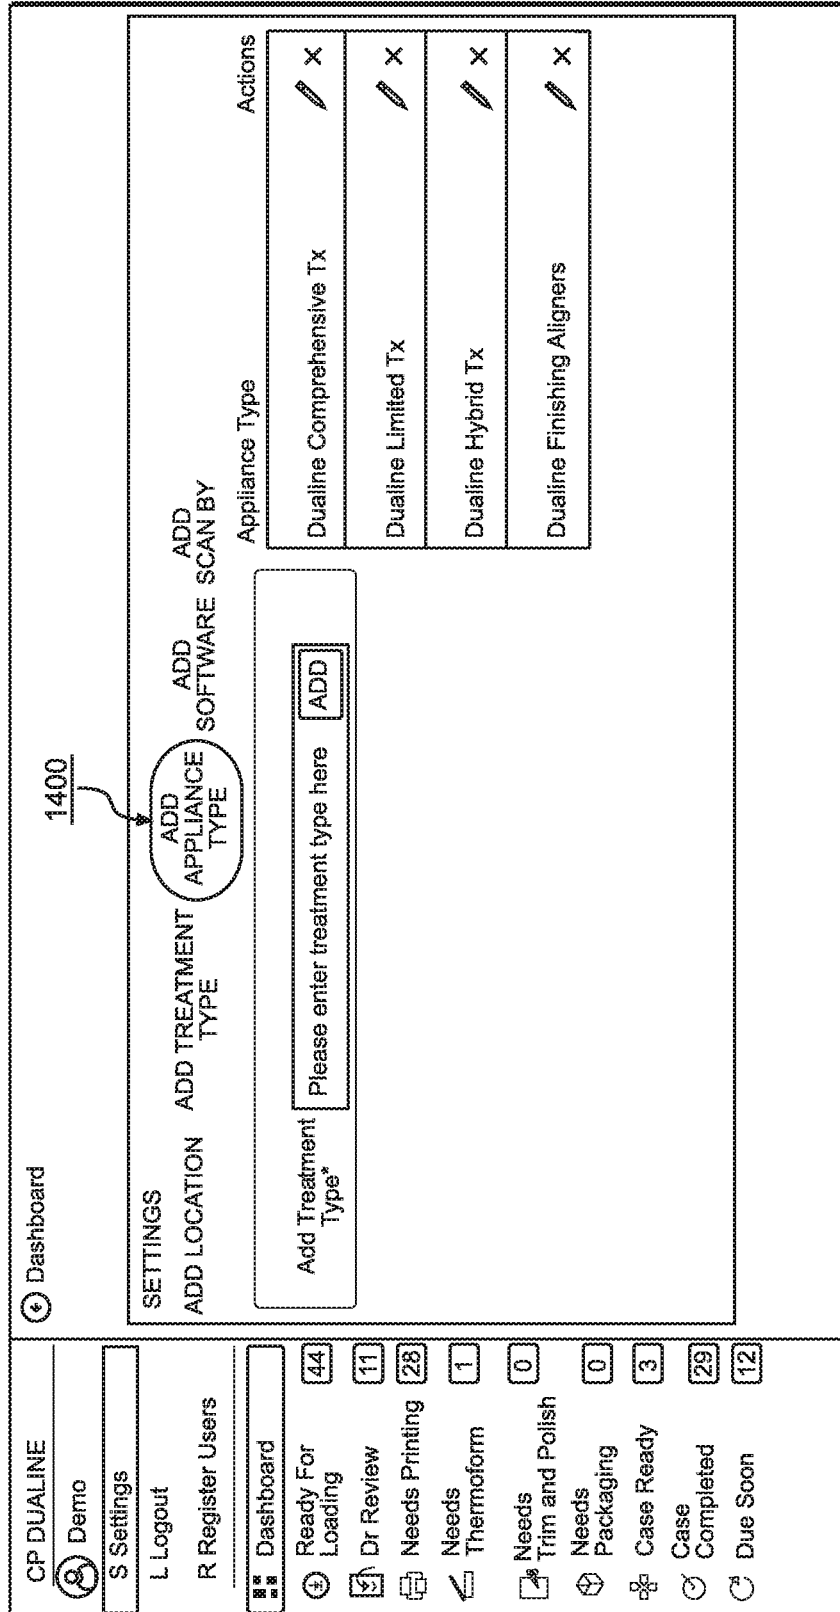 CP DUALINE
Demo
S Settings
L Logout
R Register Users
Dashboard
Ready For
Loading
44
Dr Review
11
Needs Printing
28
Needs
Thermoform
1
Needs
Trim and Polish
0
Needs
Packaging
0
Case Ready
3
Case
Completed
29
Due Soon
12
Dashboard
1400
SETTINGS
ADD LOCATION
ADD TREATMENT
TYPE
ADD
APPLIANCE
TYPE
ADD
SOFTWARE
ADD
SCAN BY
Add Treatment
Type*
Please enter treatment type here
ADD
Appliance Type
Actions
Dualine Comprehensive Tx
Dualine Limited Tx
Dualine Hybrid Tx
Dualine Finishing Aligners